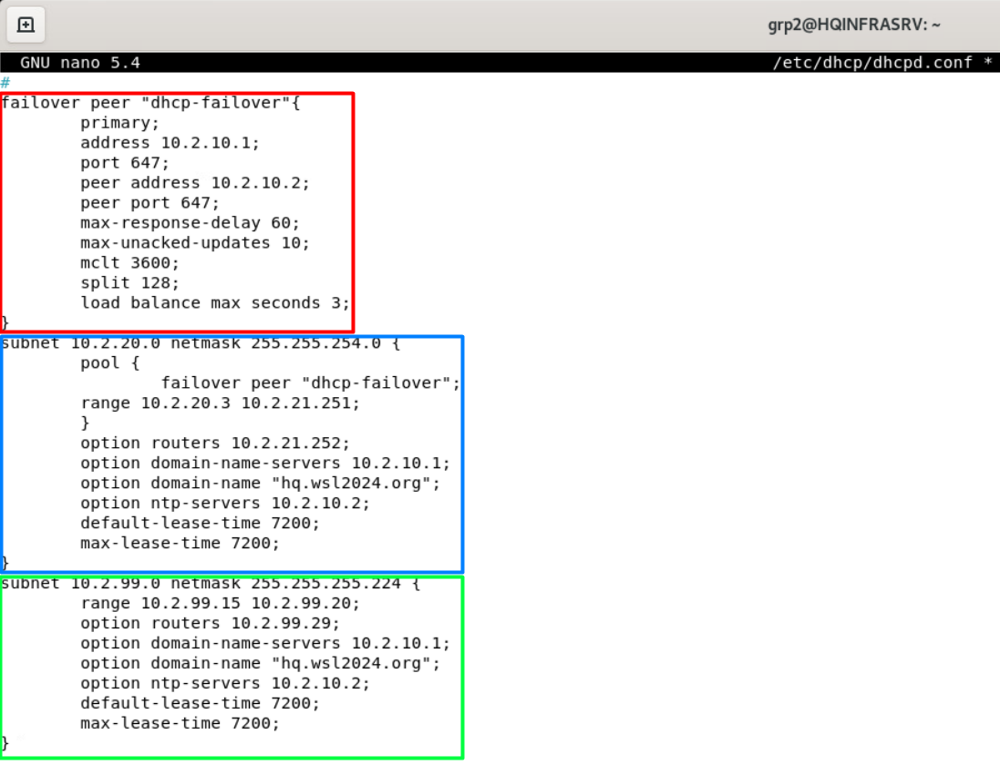 grp2@HQINFRASRV: ~
GNU nano 5.4 /etc/dhcp/dhcpd.conf *
#
failover peer "dhcp-failover"{
        primary;
        address 10.2.10.1;
        port 647;
        peer address 10.2.10.2;
        peer port 647;
        max-response-delay 60;
        max-unacked-updates 10;
        mclt 3600;
        split 128;
        load balance max seconds 3;
}
subnet 10.2.20.0 netmask 255.255.254.0 {
        pool {
                failover peer "dhcp-failover";
        range 10.2.20.3 10.2.21.251;
        }
        option routers 10.2.21.252;
        option domain-name-servers 10.2.10.1;
        option domain-name "hq.wsl2024.org";
        option ntp-servers 10.2.10.2;
        default-lease-time 7200;
        max-lease-time 7200;
}
subnet 10.2.99.0 netmask 255.255.255.224 {
        range 10.2.99.15 10.2.99.20;
        option routers 10.2.99.29;
        option domain-name-servers 10.2.10.1;
        option domain-name "hq.wsl2024.org";
        option ntp-servers 10.2.10.2;
        default-lease-time 7200;
        max-lease-time 7200;
}